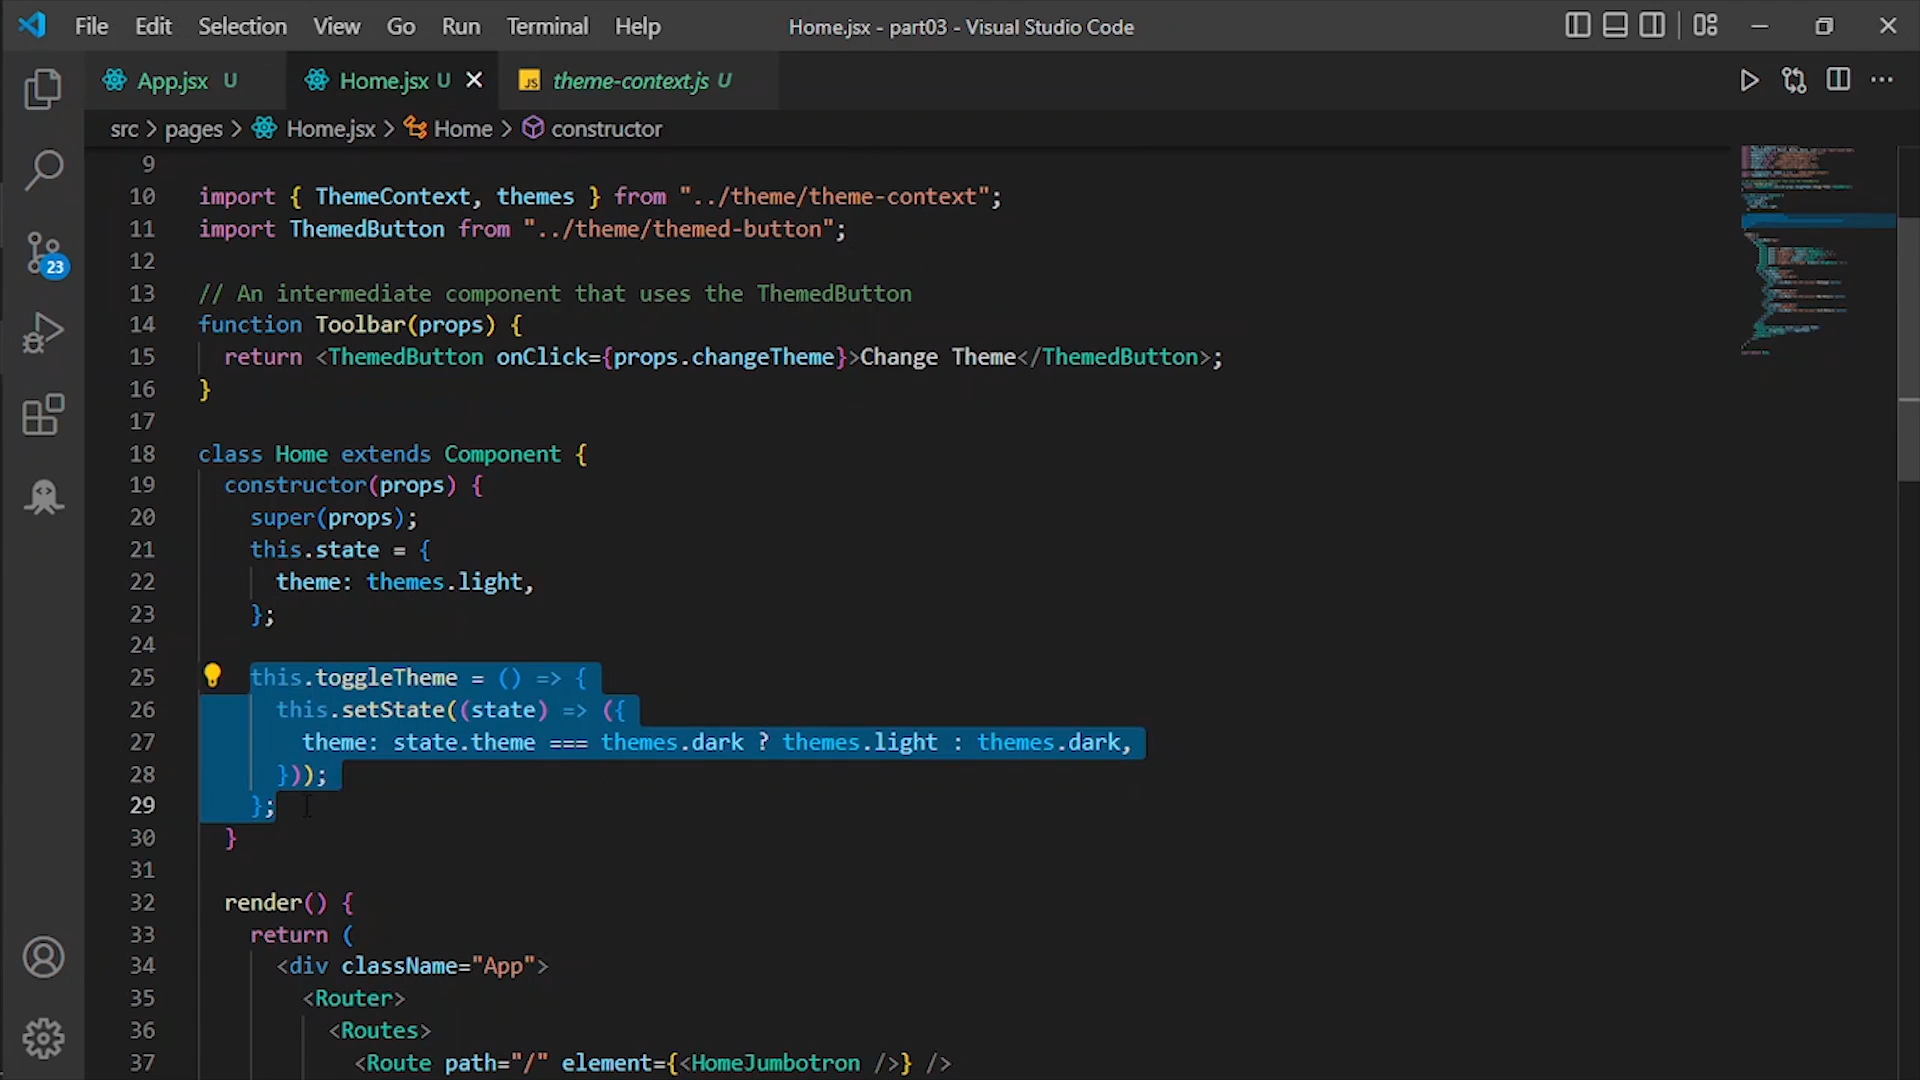 File Edit Selection View Go Run Terminal Help Home.jsx - part03 - Visual Studio Code
App.jsx U Home.jsx U JS theme-context.js U
src > pages > Home.jsx > Home > constructor
9
10 import { ThemeContext, themes } from "../theme/theme-context";
11 import ThemedButton from "../theme/themed-button";
12
13 // An intermediate component that uses the ThemedButton
14 function Toolbar(props) {
15 return <ThemedButton onClick={props.changeTheme}>Change Theme</ThemedButton>;
16 }
17
18 class Home extends Component {
19 constructor(props) {
20 super(props);
21 this.state = {
22 theme: themes.light,
23 };
24
25 this.toggleTheme = () => {
26 this.setState((state) => ({
27 theme: state.theme === themes.dark ? themes.light : themes.dark,
28 }));
29 };
30 }
31
32 render() {
33 return (
34 <div className="App">
35 <Router>
36 <Routes>
37 <Route path="/" element={<HomeJumbotron />} />
23